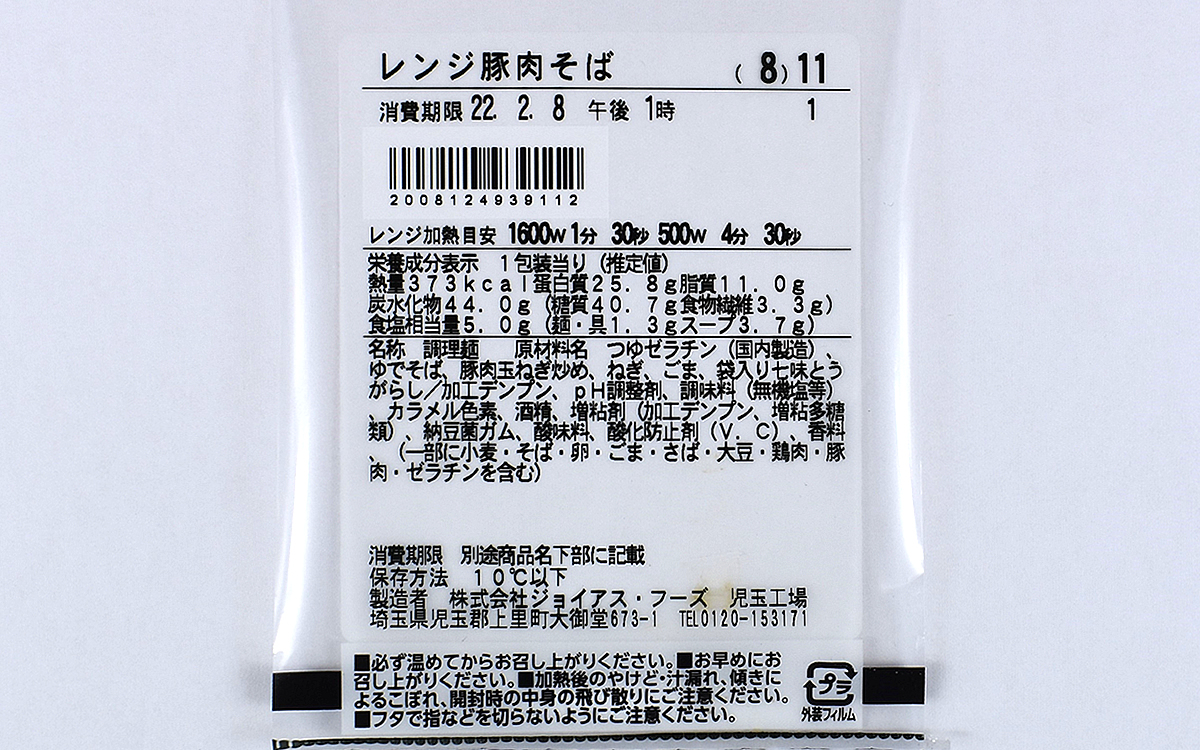 レンジ豚肉そば (8)11
消費期限 22. 2. 8 午後 1時 1
2008124939112
レンジ加熱目安 1600W 1分 30秒 500W 4分 30秒
栄養成分表示 1包装当り(推定値)
熱量373kcal蛋白質25.8g脂質11.0g
炭水化物44.0g(糖質40.7g食物繊維3.3g)
食塩相当量5.0g(麺・具1.3gスープ3.7g)
名称 調理麺 原材料名 つゆゼラチン(国内製造)、
ゆでそば、豚肉玉ねぎ炒め、ねぎ、ごま、袋入り七味とう
がらし/加工デンプン、pH調整剤、調味料(無機塩等)
、カラメル色素、酒精、増粘剤(加工デンプン、増粘多糖
類)、納豆菌ガム、酸味料、酸化防止剤(V.C)、香料
、(一部に小麦・そば・卵・ごま・さば・大豆・鶏肉・豚
肉・ゼラチンを含む)
消費期限 別途商品名下部に記載
保存方法 10℃以下
製造者 株式会社ジョイアス・フーズ 児玉工場
埼玉県児玉郡上里町大御堂673-1 TEL0120-153171
■必ず温めてからお召し上がりください。■お早めにお
召し上がりください。■加熱後のやけど・汁漏れ、傾きに
よるこぼれ、開封時の中身の飛び散りにご注意ください。
■フタで指などを切らないようにご注意ください。
プラ
外装フィルム